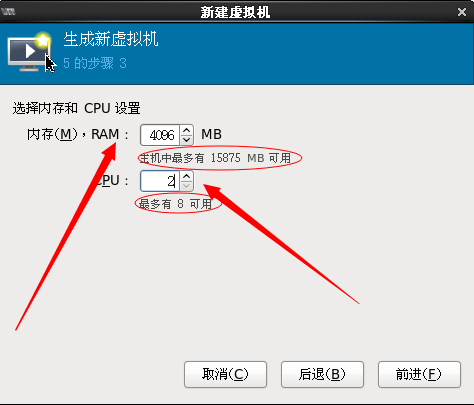 新建虚拟机
生成新虚拟机
5 的步骤 3
选择内存和 CPU 设置
内存(M)，RAM： 4096 MB
主机中最多有 15875 MB 可用
CPU： 2
最多有 8 可用
取消(C) 后退(B) 前进(F)